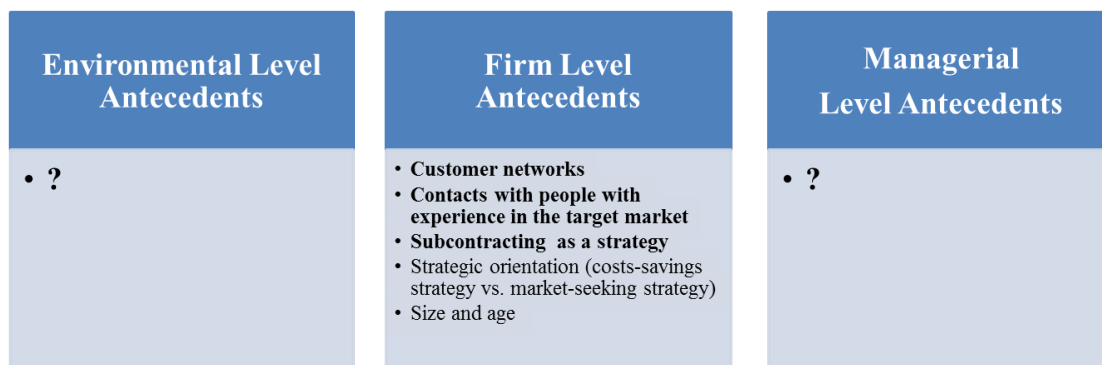 Environmental Level
Antecedents
• ?
Firm Level
Antecedents
• Customer networks
• Contacts with people with
experience in the target market
• Subcontracting as a strategy
• Strategic orientation (costs-savings
strategy vs. market-seeking strategy)
• Size and age
Managerial
Level Antecedents
• ?